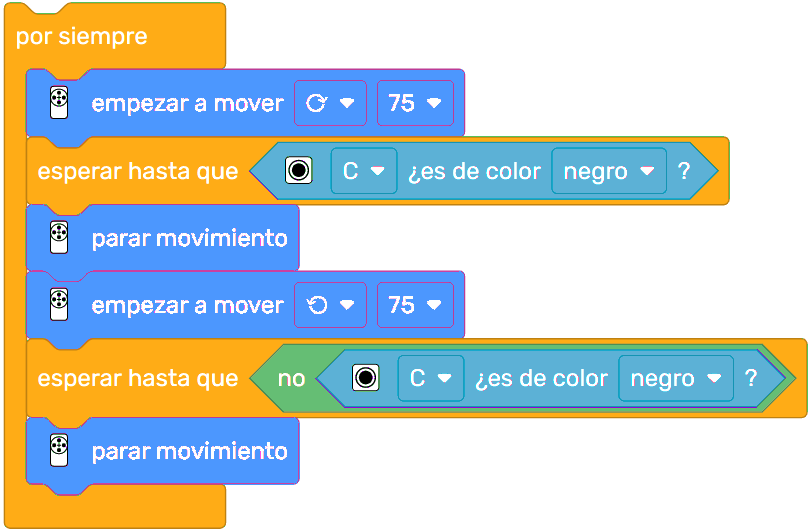 por siempre
empezar a mover 75
esperar hasta que C ¿es de color negro ?
parar movimiento
empezar a mover 75
esperar hasta que no C ¿es de color negro ?
parar movimiento